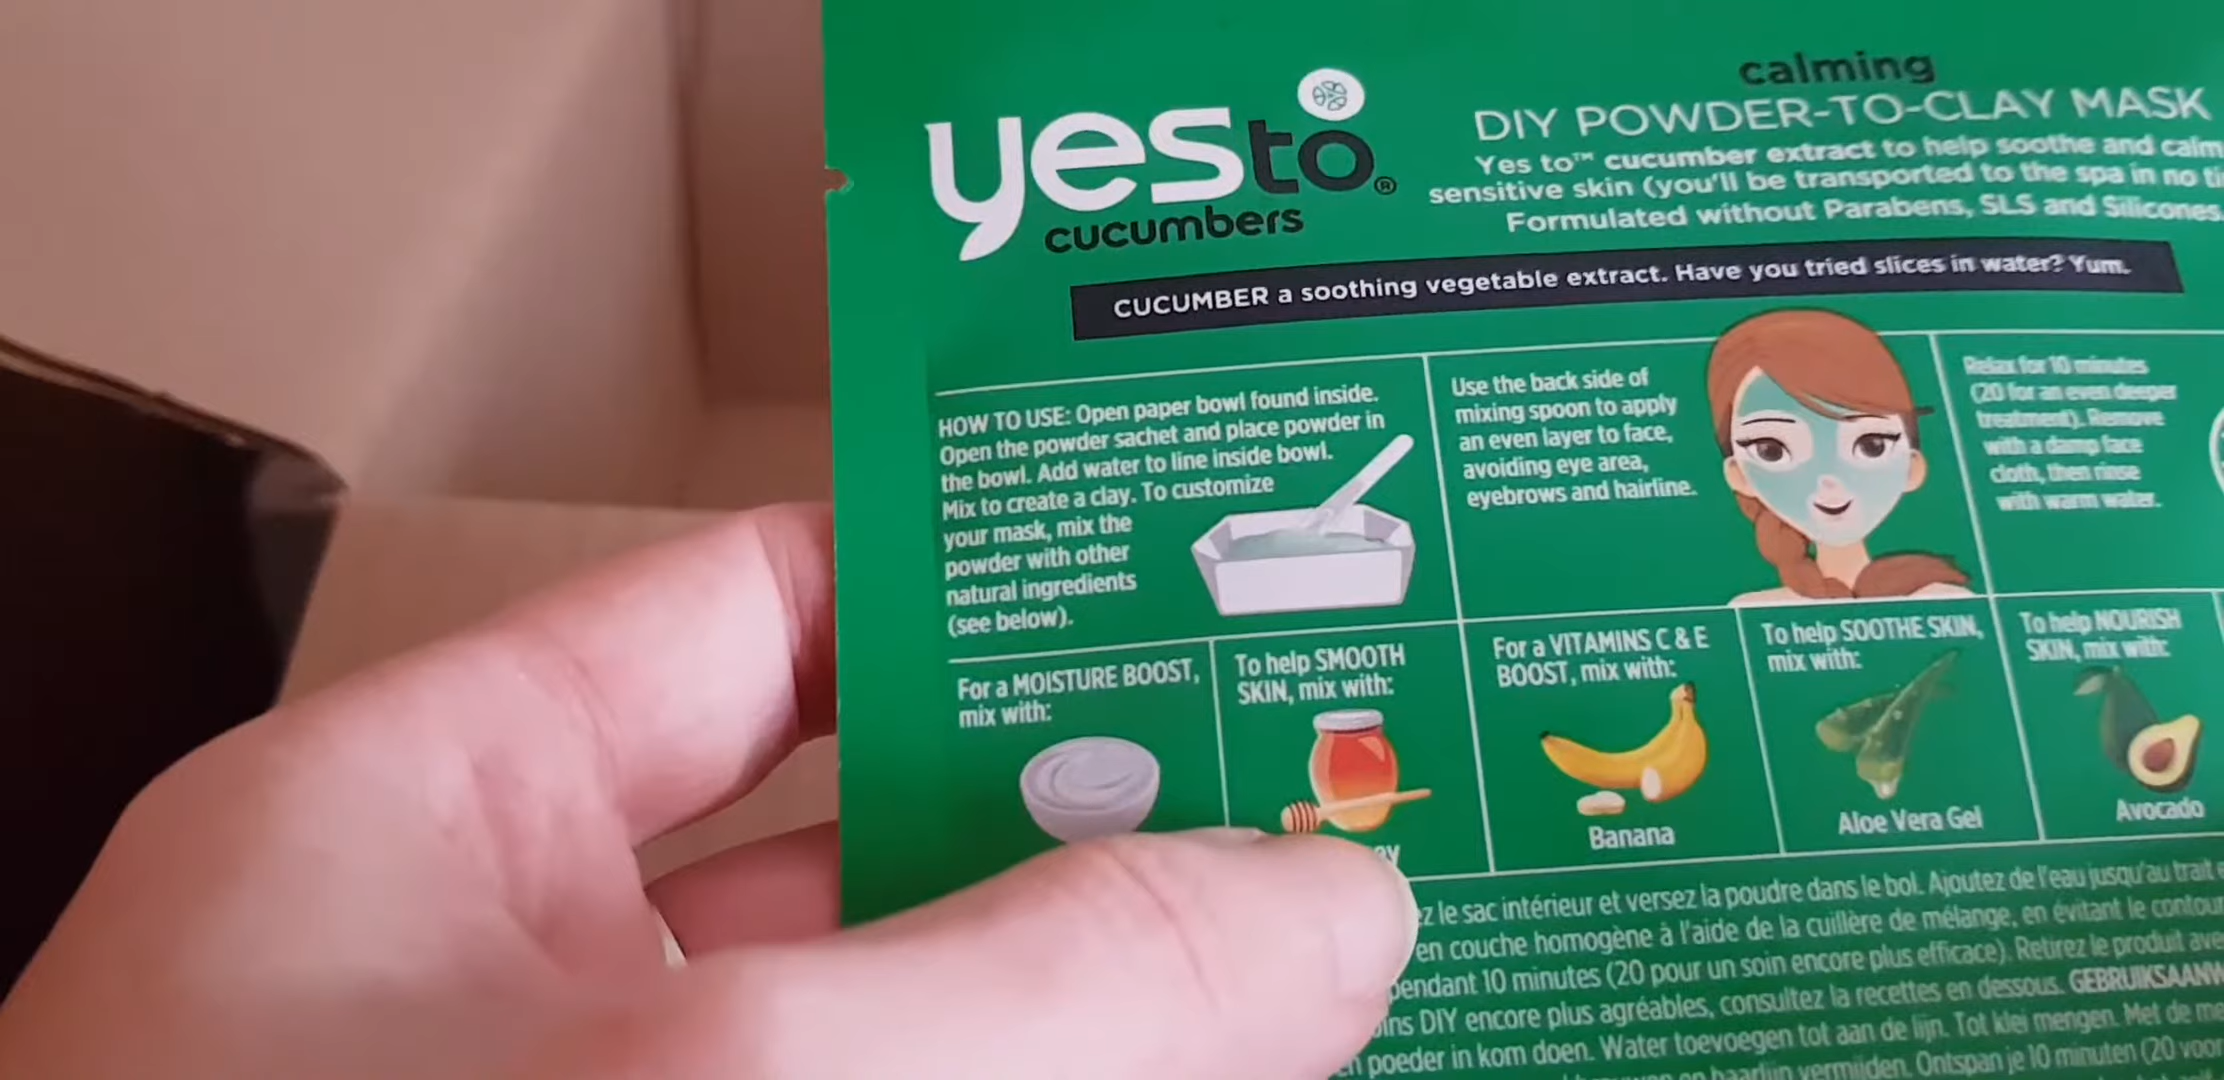 yes to®
cucumbers
calming
DIY POWDER-TO-CLAY MASK
Yes to™ cucumber extract to help soothe and calm
sensitive skin (you'll be transported to the spa in no
Formulated without Parabens, SLS and Silicones.
CUCUMBER a soothing vegetable extract. Have you tried slices in water? Yum.
HOW TO USE: Open paper bowl found inside.
Open the powder sachet and place powder in
the bowl. Add water to line inside bowl.
Mix to create a clay. To customize
your mask, mix the
powder with other
natural ingredients
(see below).
Use the back side of
mixing spoon to apply
an even layer to face,
avoiding eye area,
eyebrows and hairline.
Relax for 10 minutes
(20 for an even deeper
treatment). Remove
with a damp face
cloth, then rinse
with warm water.
For a MOISTURE BOOST,
mix with:
To help SMOOTH
SKIN, mix with:
For a VITAMINS C & E
BOOST, mix with:
Banana
To help SOOTHE SKIN,
mix with:
Aloe Vera Gel
To help NOURISH
SKIN, mix with:
Avocado
le sac intérieur et versez la poudre dans le bol. Ajoutez de l'eau jusqu'au trait
en couche homogène à l'aide de la cuillère de mélange, en évitant le contour
pendant 10 minutes (20 pour un soin encore plus efficace). Retirez le produit
DIY encore plus agréables, consultez la recettes en dessous.
poeder in kom doen. Water toevoegen tot aan de lijn. Tot klei mengen. Met de
en haarlijn vermijden. Ontspan je 10 minuten (20 voor